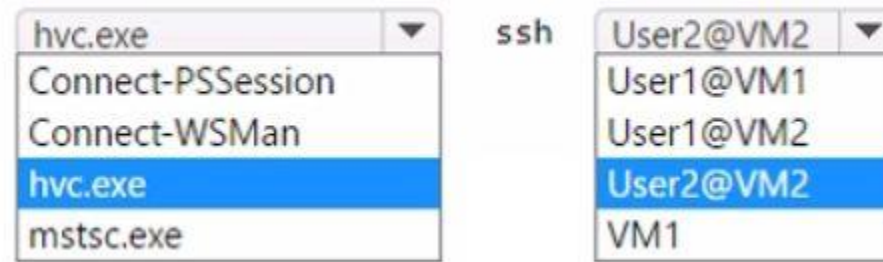 hvc.exe ssh User2@VM2
Connect-PSSession User1@VM1
Connect-WSMan User1@VM2
hvc.exe User2@VM2
mstsc.exe VM1